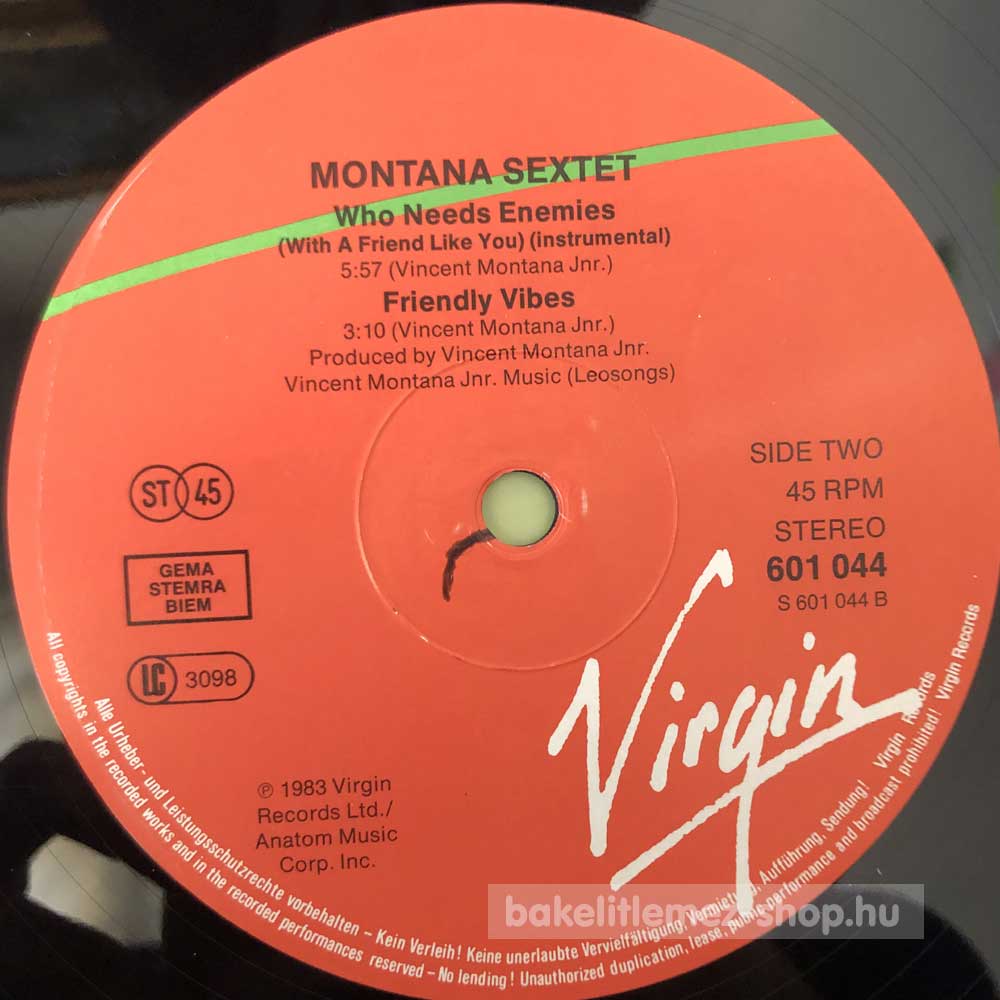 MONTANA SEXTET
Who Needs Enemies
(With A Friend Like You) (instrumental)
5:57 (Vincent Montana Jnr.)
Friendly Vibes
3:10 (Vincent Montana Jnr.)
Produced by Vincent Montana Jnr.
Vincent Montana Jnr. Music (Leosongs)
ST 45
GEMA
STEMRA
BIEM
LC 3098
SIDE TWO
45 RPM
STEREO
601 044
S 601 044 B
Virgin
℗ 1983 Virgin
Records Ltd./
Anatom Music
Corp. Inc.
Alle Urheber- und Leistungsschutzrechte vorbehalten – Kein Verleih! Keine unerlaubte Vervielfältigung, Vermietung, Aufführung, Sendung! Virgin Records
All copyrights in the recorded works and in the recorded performances reserved – No lending! Unauthorized duplication, lease, public performance and broadcast prohibited! Virgin Records
bakelitlemez-shop.hu